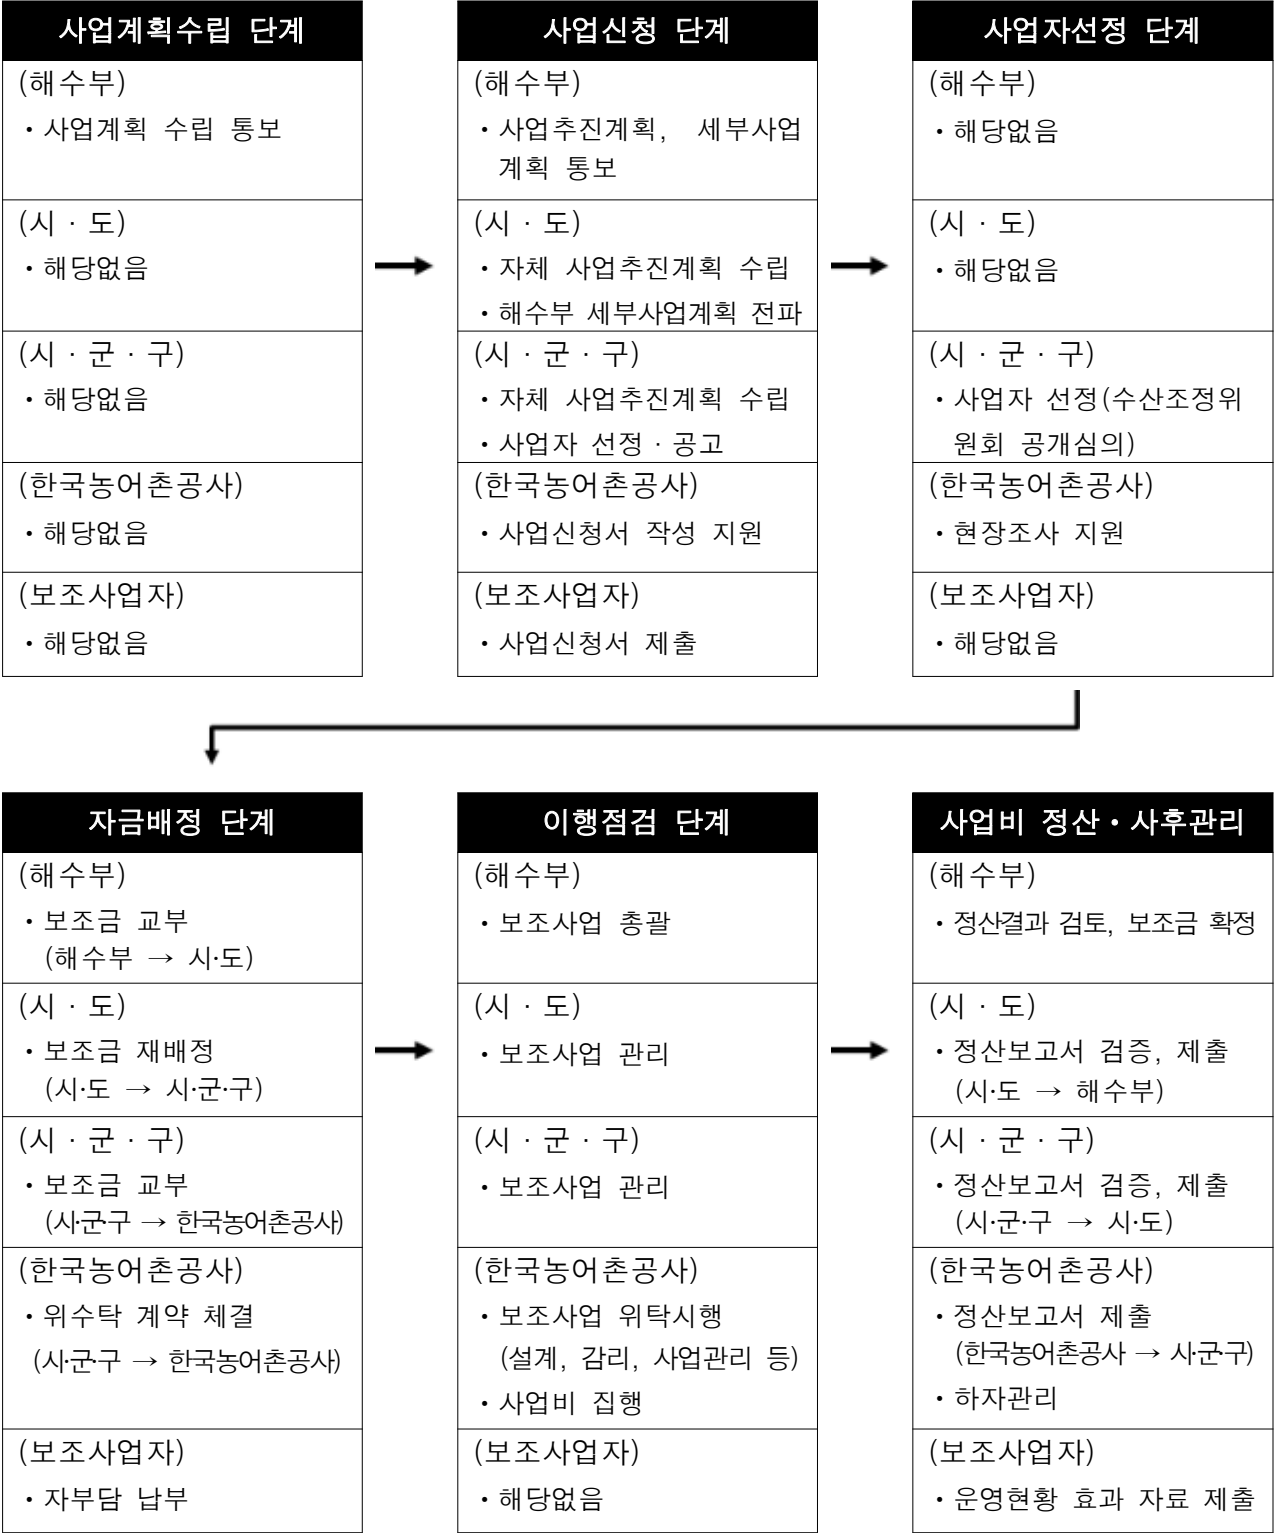 사업계획수립 단계
(해수부)
・사업계획 수립 통보
(시 · 도)
・해당없음
(시 · 군 · 구)
・해당없음
(한국농어촌공사)
・해당없음
(보조사업자)
・해당없음
사업신청 단계
(해수부)
・사업추진계획, 세부사업
계획 통보
(시 · 도)
・자체 사업추진계획 수립
・해수부 세부사업계획 전파
(시 · 군 · 구)
・자체 사업추진계획 수립
・사업자 선정 · 공고
(한국농어촌공사)
・사업신청서 작성 지원
(보조사업자)
・사업신청서 제출
사업자선정 단계
(해수부)
・해당없음
(시 · 도)
・해당없음
(시 · 군 · 구)
・사업자 선정(수산조정위
원회 공개심의)
(한국농어촌공사)
・현장조사 지원
(보조사업자)
・해당없음
자금배정 단계
(해수부)
・보조금 교부
(해수부 → 시·도)
(시 · 도)
・보조금 재배정
(시·도 → 시·군·구)
(시 · 군 · 구)
・보조금 교부
(시·군·구 → 한국농어촌공사)
(한국농어촌공사)
・위수탁 계약 체결
(시·군·구 → 한국농어촌공사)
(보조사업자)
・자부담 납부
이행점검 단계
(해수부)
・보조사업 총괄
(시 · 도)
・보조사업 관리
(시 · 군 · 구)
・보조사업 관리
(한국농어촌공사)
・보조사업 위탁시행
(설계, 감리, 사업관리 등)
・사업비 집행
(보조사업자)
・해당없음
사업비 정산・사후관리
(해수부)
・정산결과 검토, 보조금 확정
(시 · 도)
・정산보고서 검증, 제출
(시·도 → 해수부)
(시 · 군 · 구)
・정산보고서 검증, 제출
(시·군·구 → 시·도)
(한국농어촌공사)
・정산보고서 제출
(한국농어촌공사 → 시·군·구)
・하자관리
(보조사업자)
・운영현황 효과 자료 제출